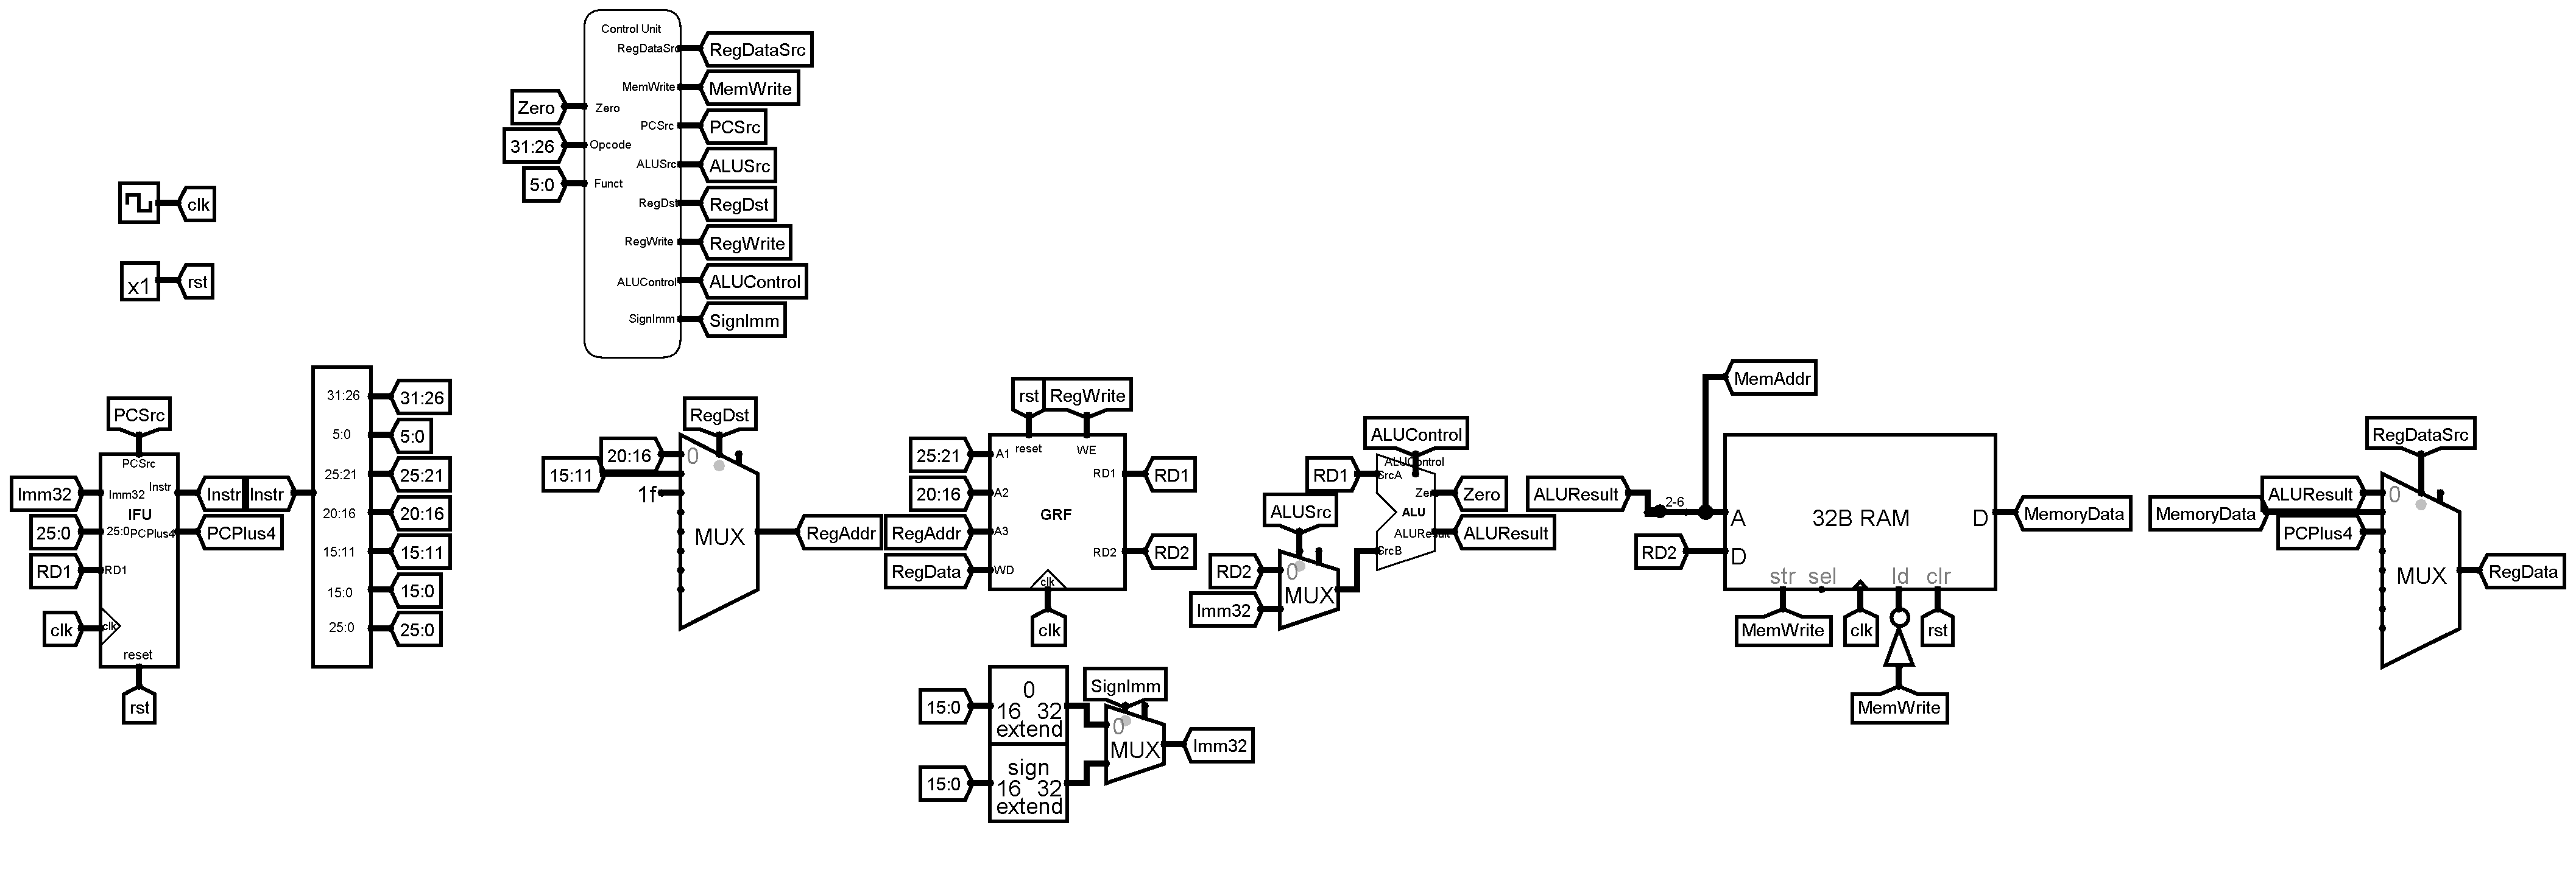 Control Unit
RegDataSrc
RegDataSrc
MemWrite
MemWrite
Zero
Zero
PCSrc
PCSrc
31:26
Opcode
ALUSrc
ALUSrc
5:0
Funct
RegDst
RegDst
RegWrite
RegWrite
ALUControl
ALUControl
SignImm
SignImm
clk
x1
rst
PCSrc
PCSrc
Imm32
Imm32
Instr
Instr
IFU
25:0
25:0
PCPlus4
PCPlus4
RD1
RD1
clk
clk
reset
rst
Instr
31:26
31:26
5:0
5:0
25:21
25:21
20:16
20:16
15:11
15:11
15:0
15:0
25:0
25:0
RegDst
20:16
0
15:11
1f
MUX
RegAddr
rst
RegWrite
reset
WE
25:21
A1
RD1
RD1
20:16
A2
GRF
RegAddr
A3
RD2
RD2
RegData
WD
clk
clk
15:0
0
16 32
extend
15:0
sign
16 32
extend
SignImm
0
MUX
Imm32
ALUControl
ALUControl
RD1
SrcA
Zero
Zero
ALU
ALUResult
ALUResult
SrcB
ALUSrc
RD2
0
Imm32
MUX
MemAddr
ALUResult
2-6
A
32B RAM
D
MemoryData
RD2
D
str
sel
ld
clr
MemWrite
clk
rst
MemWrite
RegDataSrc
ALUResult
0
MemoryData
PCPlus4
MUX
RegData